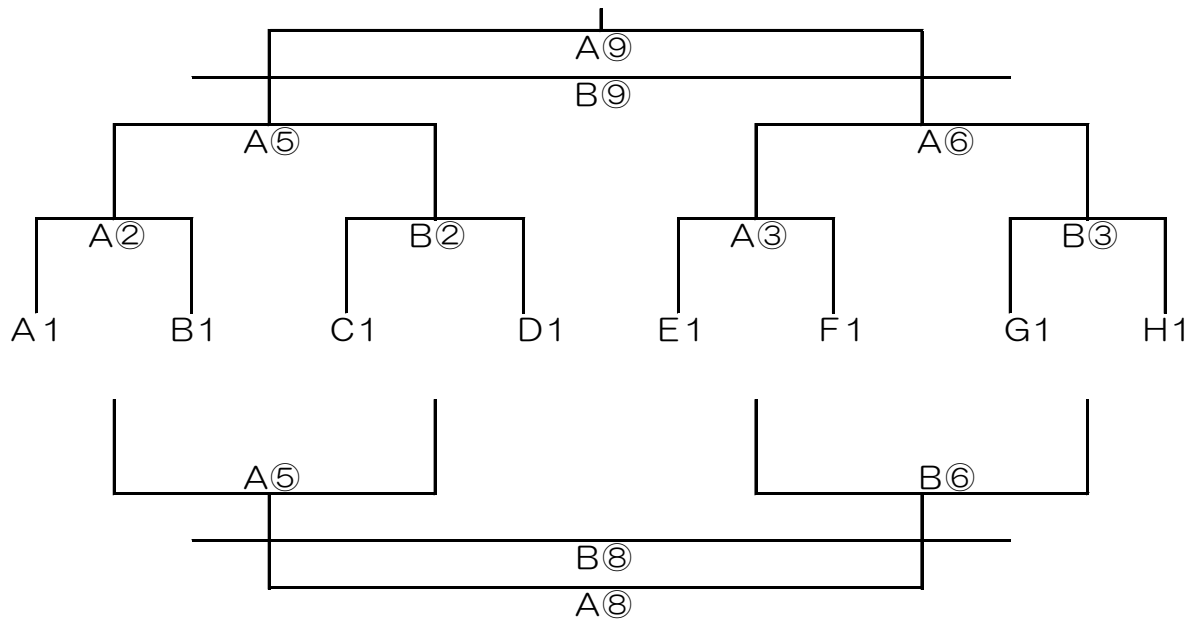 A⑨
B⑨
A⑤ A⑥
A② B② A③ B③
A1 B1 C1 D1 E1 F1 G1 H1
A⑤ B⑥
B⑧
A⑧